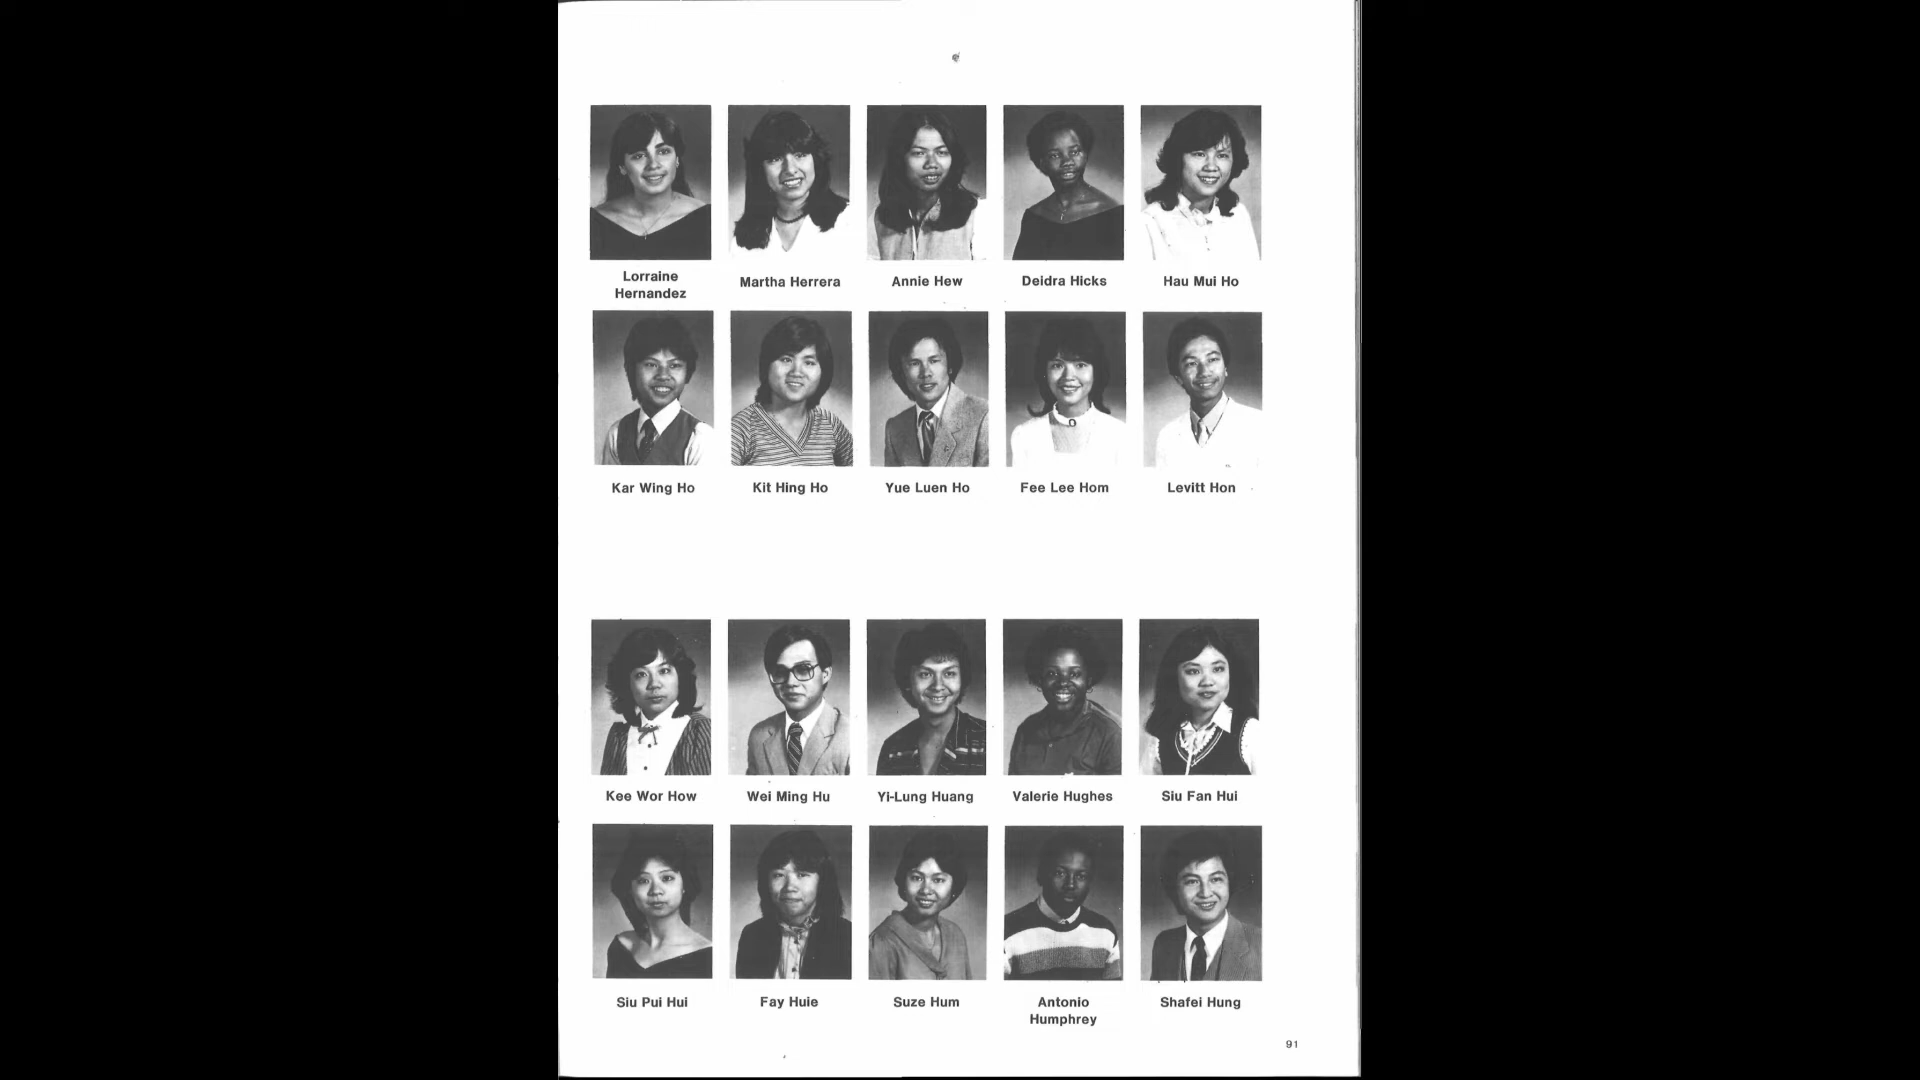 Lorraine
Hernandez
Martha Herrera
Annie Hew
Deidra Hicks
Hau Mui Ho
Kar Wing Ho
Kit Hing Ho
Yue Luen Ho
Fee Lee Hom
Levitt Hon
Kee Wor How
Wei Ming Hu
Yi-Lung Huang
Valerie Hughes
Siu Fan Hui
Siu Pui Hui
Fay Huie
Suze Hum
Antonio
Humphrey
Shafei Hung
91